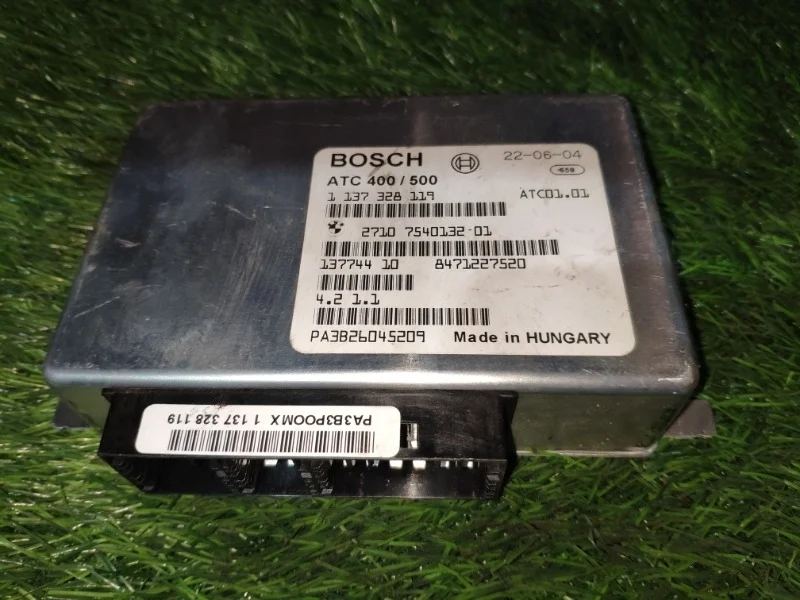 BOSCH 22-06-04
ATC 400 / 500
1 137 328 119 ATC01.01
2710 7540132-01
137744 10 8471227520
4.2 1.1
PA3B26045209 Made in HUNGARY
PA3B3POOMX 1 137 328 119